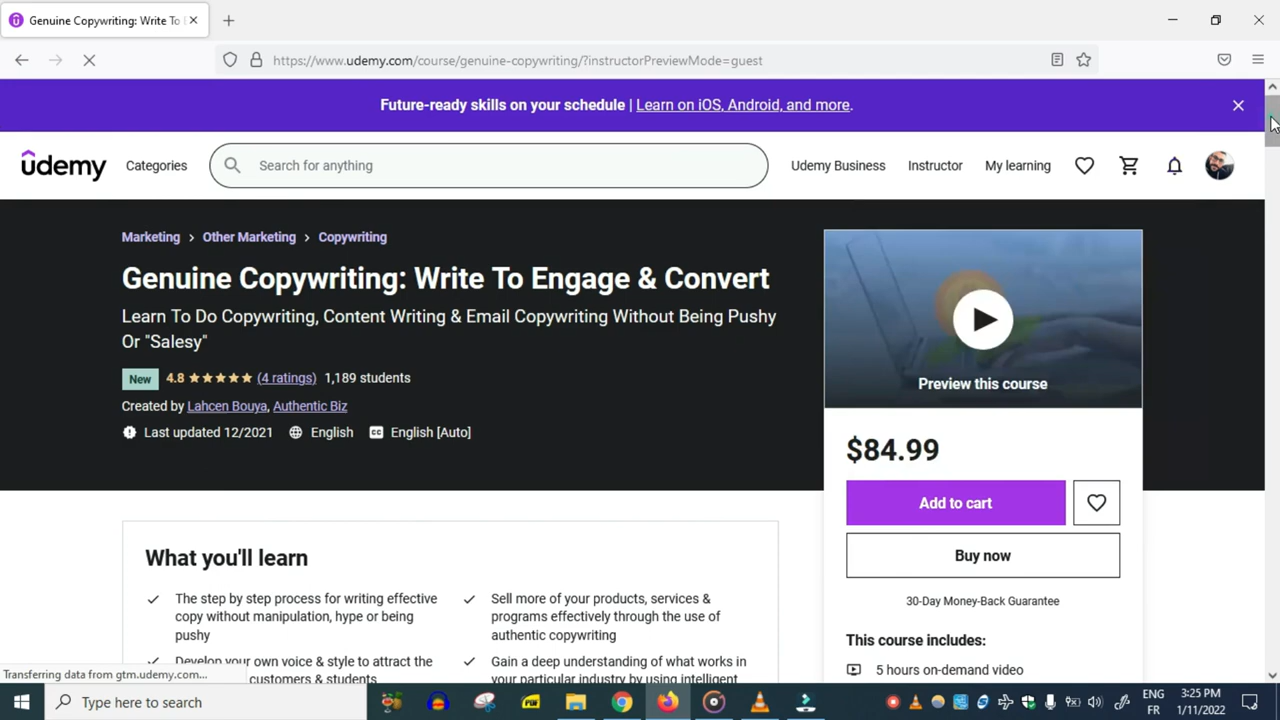 Genuine Copywriting: Write To
https://www.udemy.com/course/genuine-copywriting/?instructorPreviewMode=guest
Future-ready skills on your schedule | Learn on iOS, Android, and more.
udemy
Categories
Search for anything
Udemy Business
Instructor
My learning
Marketing > Other Marketing > Copywriting
Genuine Copywriting: Write To Engage & Convert
Learn To Do Copywriting, Content Writing & Email Copywriting Without Being Pushy
Or "Salesy"
New 4.8 (4 ratings) 1,189 students
Created by Lahcen Bouya, Authentic Biz
Last updated 12/2021 English CC English [Auto]
Preview this course
$84.99
Add to cart
Buy now
30-Day Money-Back Guarantee
This course includes:
5 hours on-demand video
What you'll learn
The step by step process for writing effective
copy without manipulation, hype or being
pushy
Develop your own voice & style to attract the
customers & students
Sell more of your products, services &
programs effectively through the use of
authentic copywriting
Gain a deep understanding of what works in
your particular industry by using intelligent
Transferring data from gtm.udemy.com...
Type here to search
ENG
FR
3:25 PM
1/11/2022